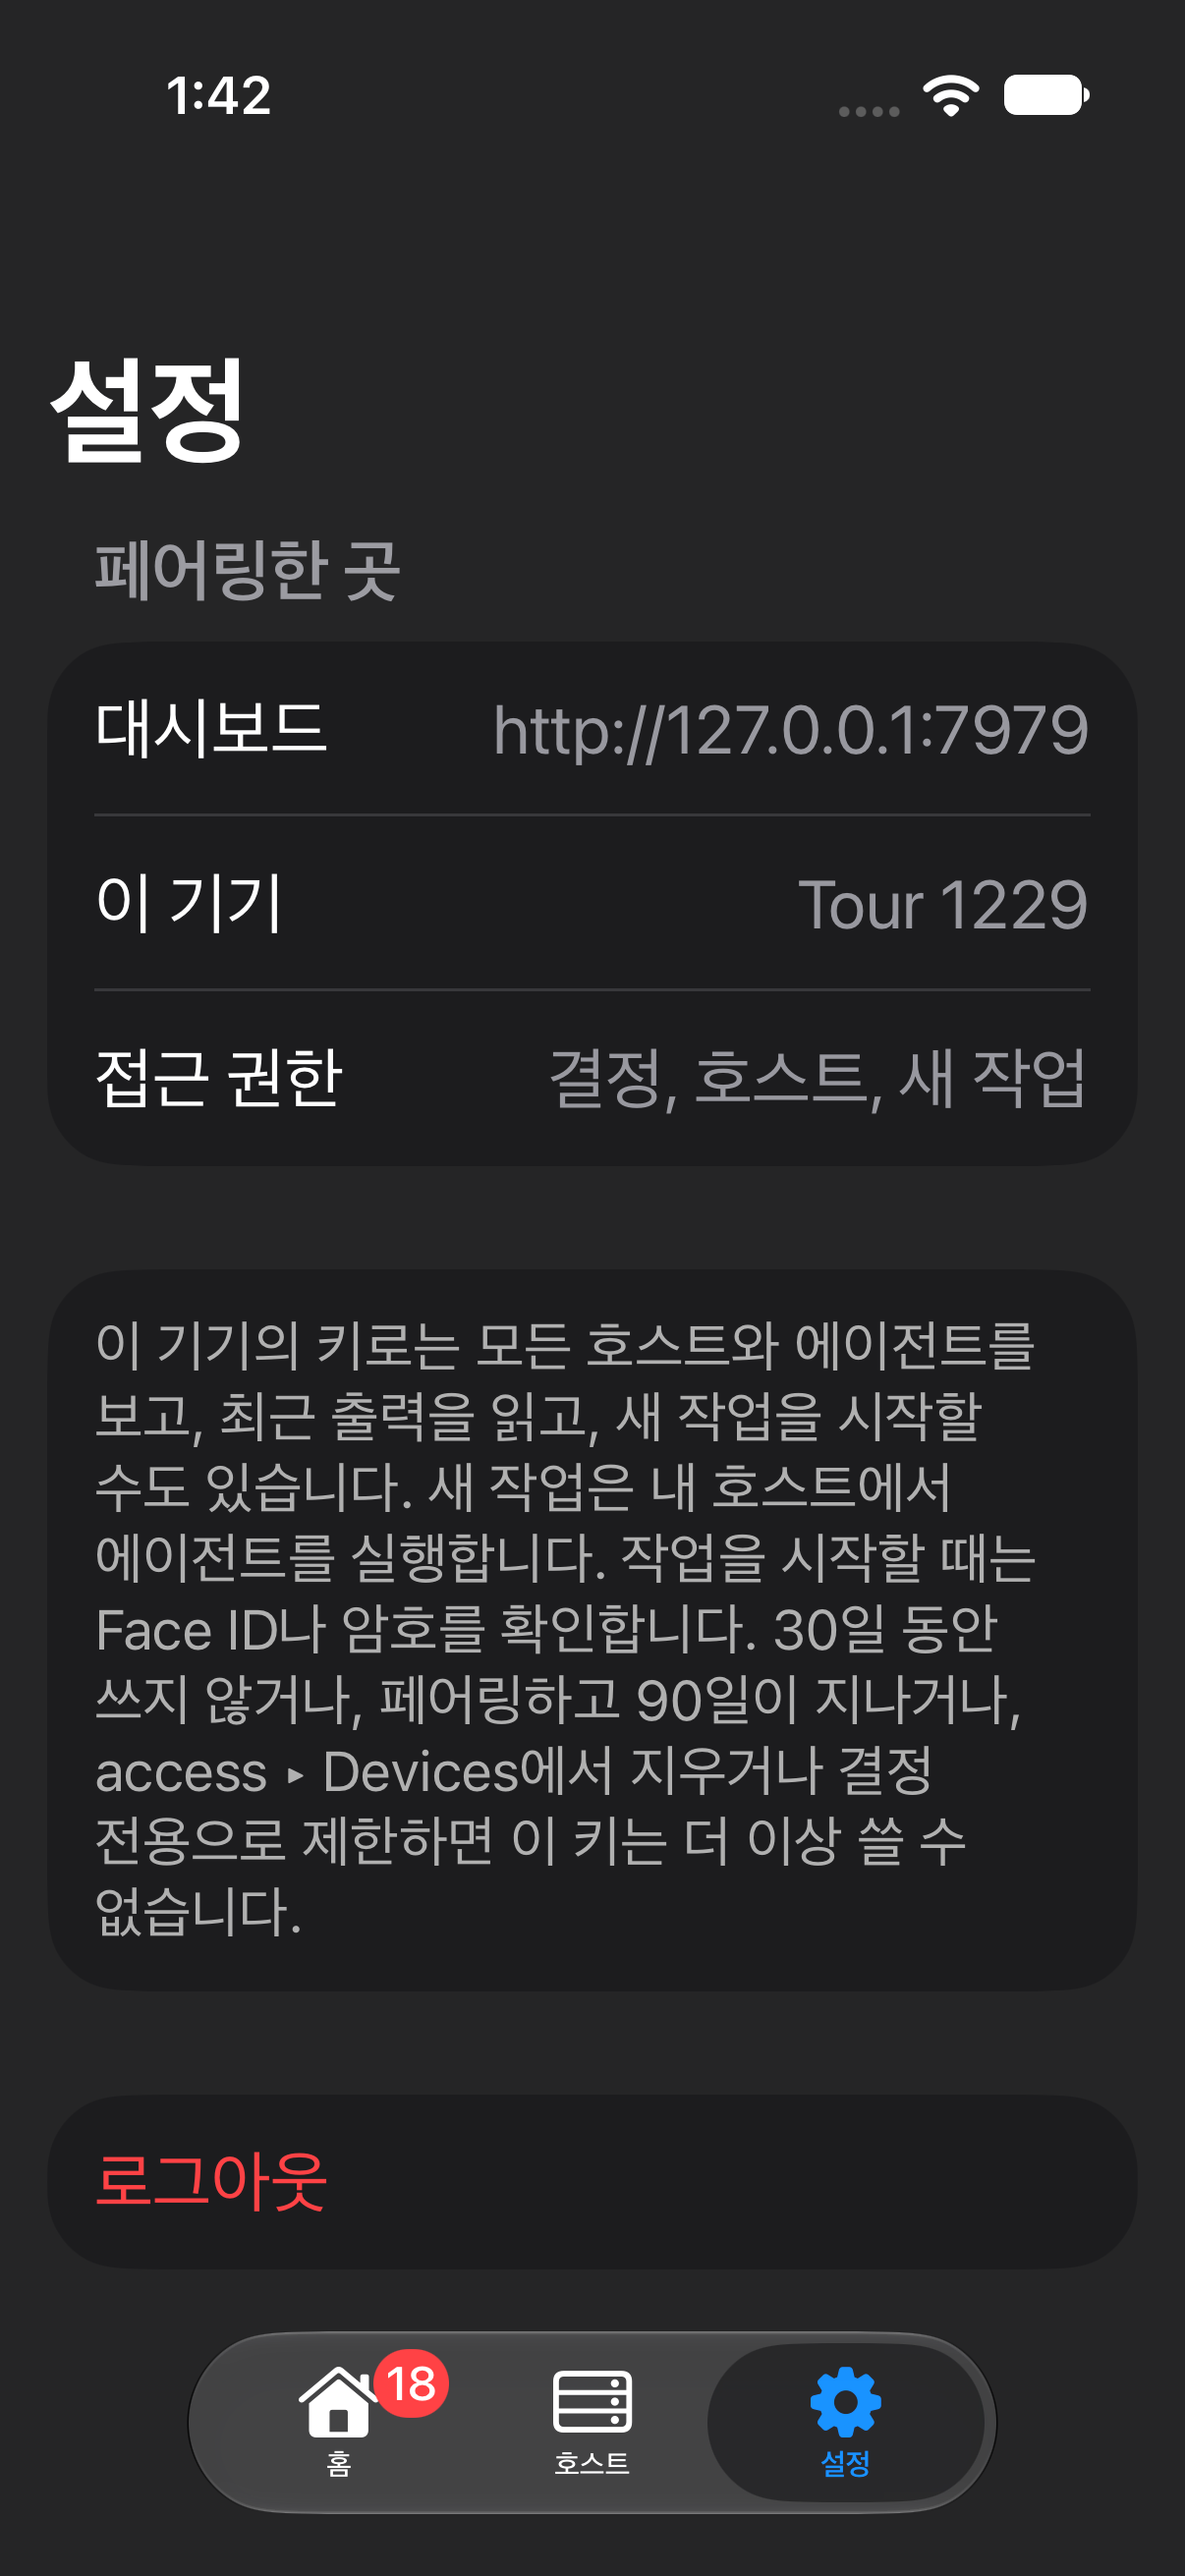 1:42
설정
페어링한 곳
대시보드 http://127.0.0.1:7979
이 기기 Tour 1229
접근 권한 결정, 호스트, 새 작업
이 기기의 키로는 모든 호스트와 에이전트를
보고, 최근 출력을 읽고, 새 작업을 시작할
수도 있습니다. 새 작업은 내 호스트에서
에이전트를 실행합니다. 작업을 시작할 때는
Face ID나 암호를 확인합니다. 30일 동안
쓰지 않거나, 페어링하고 90일이 지나거나,
access ▸ Devices에서 지우거나 결정
전용으로 제한하면 이 키는 더 이상 쓸 수
없습니다.
로그아웃
18
홈 호스트 설정